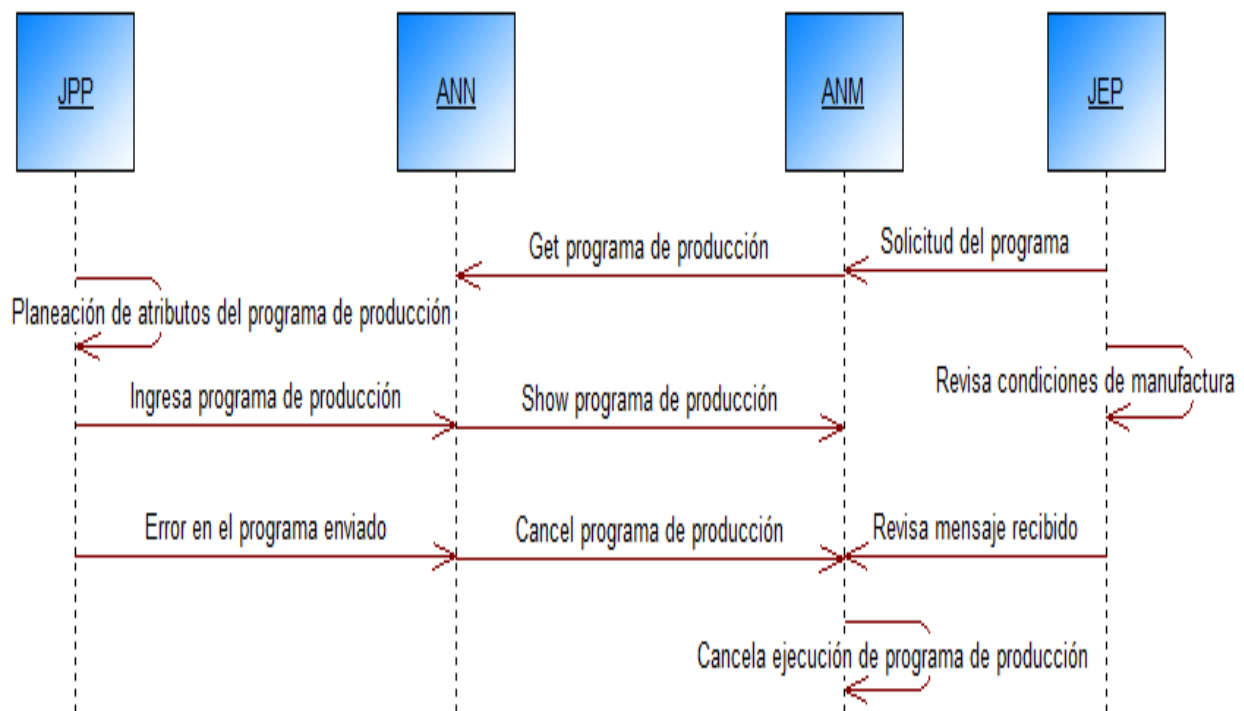 JPP
ANN
ANM
JEP
Get programa de producción
Solicitud del programa
Planeación de atributos del programa de producción
Revisa condiciones de manufactura
Ingresa programa de producción
Show programa de producción
Error en el programa enviado
Cancel programa de producción
Revisa mensaje recibido
Cancela ejecución de programa de producción